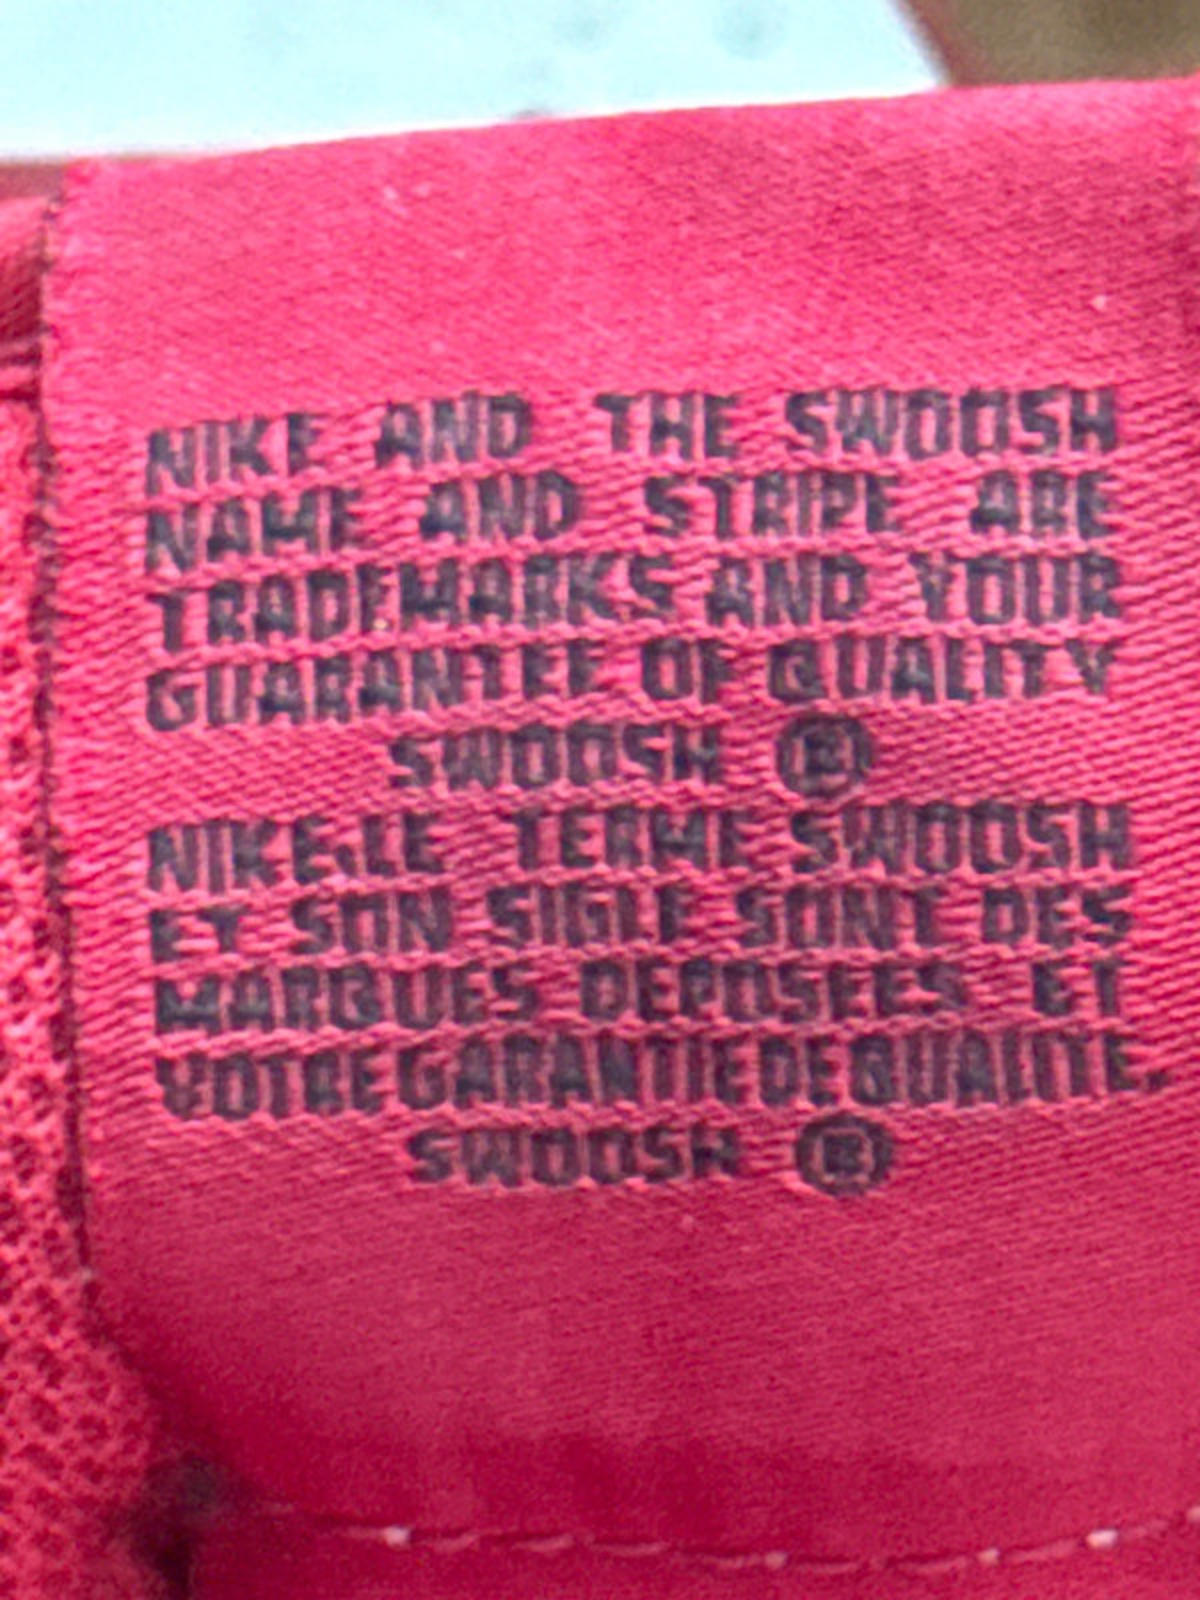 NIKE AND THE SWOOSH
NAME AND STRIPE ARE
TRADEMARKS AND YOUR
GUARANTEE OF QUALITY
SWOOSH ®
NIKE,LE TERME SWOOSH
ET SON SIGLE SONT DES
MARQUES DEPOSEES ET
VOTRE GARANTIE DE QUALITE.
SWOOSH ®